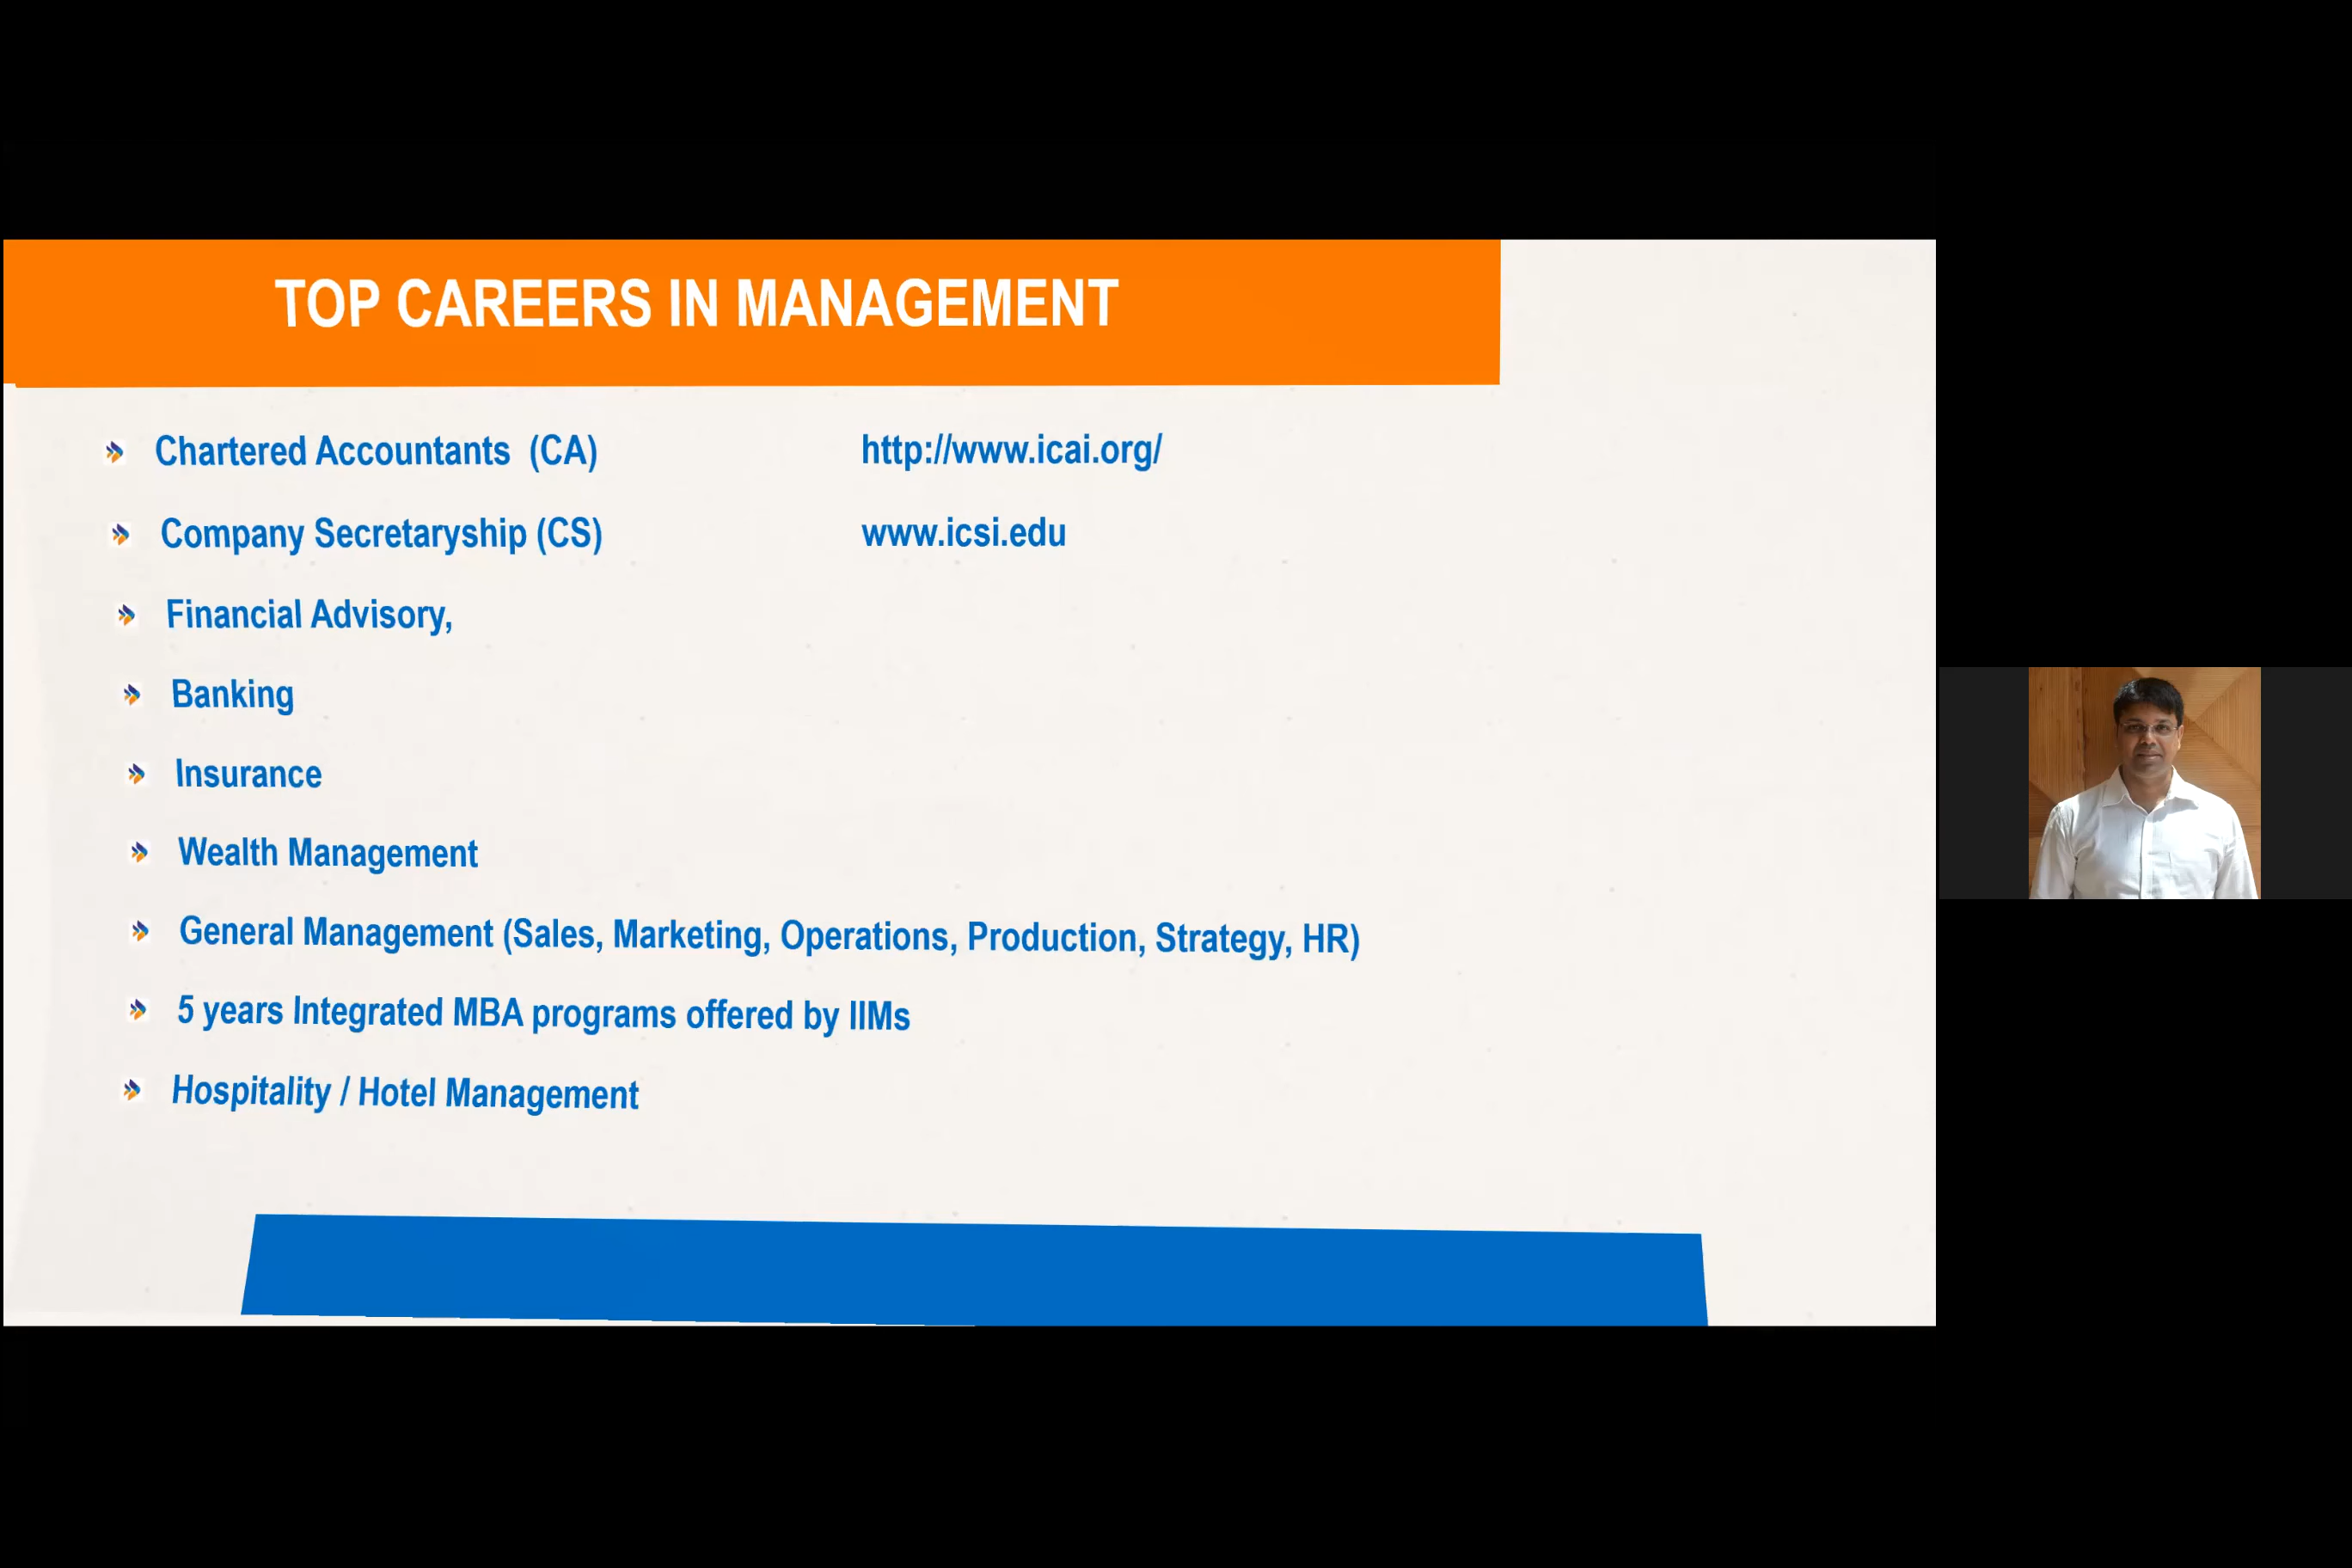 TOP CAREERS IN MANAGEMENT
Chartered Accountants (CA) http://www.icai.org/
Company Secretaryship (CS) www.icsi.edu
Financial Advisory,
Banking
Insurance
Wealth Management
General Management (Sales, Marketing, Operations, Production, Strategy, HR)
5 years Integrated MBA programs offered by IIMs
Hospitality / Hotel Management